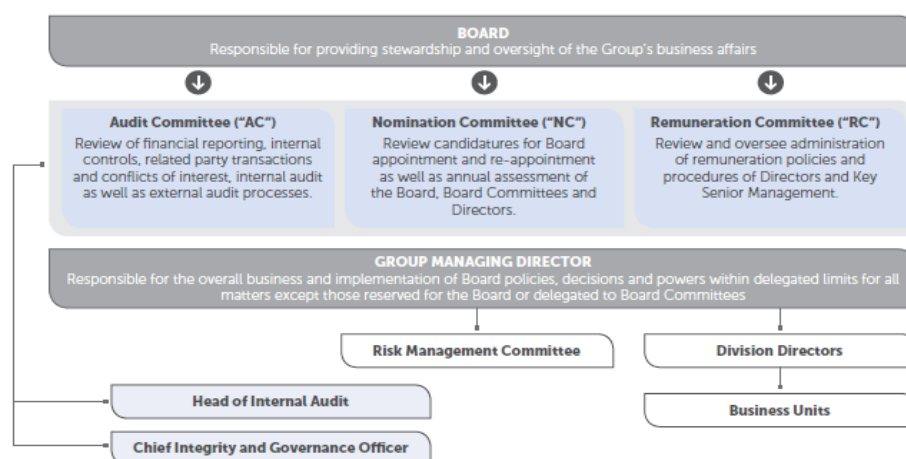 BOARD
Responsible for providing stewardship and oversight of the Group's business affairs
Audit Committee ("AC")
Review of financial reporting, internal
controls, related party transactions
and conflicts of interest, internal audit
as well as external audit processes.
Nomination Committee ("NC")
Review candidatures for Board
appointment and re-appointment
as well as annual assessment of
the Board, Board Committees and
Directors.
Remuneration Committee ("RC")
Review and oversee administration
of remuneration policies and
procedures of Directors and Key
Senior Management.
GROUP MANAGING DIRECTOR
Responsible for the overall business and implementation of Board policies, decisions and powers within delegated limits for all
matters except those reserved for the Board or delegated to Board Committees
Risk Management Committee
Division Directors
Head of Internal Audit
Business Units
Chief Integrity and Governance Officer